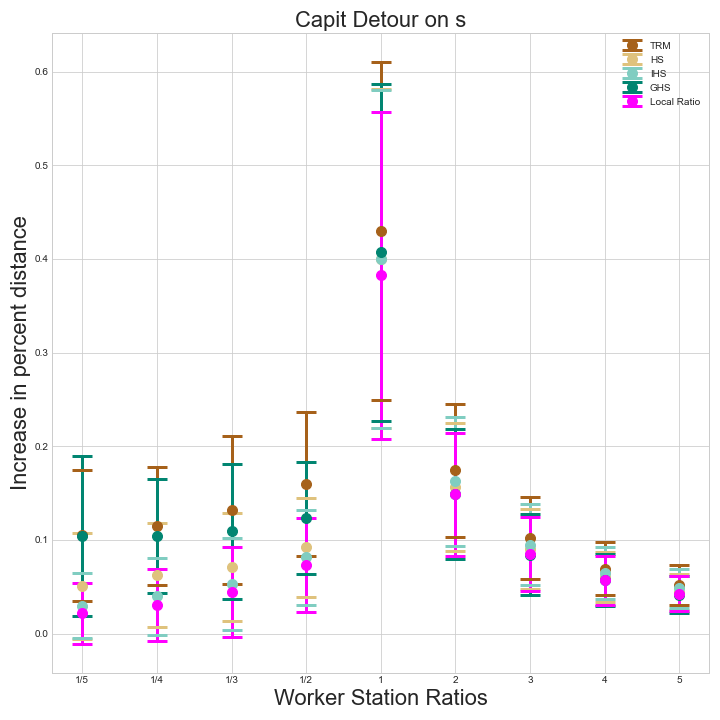 Capit Detour on s
TRM
HS
IHS
GHS
Local Ratio
Increase in percent distance
0.6
0.5
0.4
0.3
0.2
0.1
0.0
1/5 1/4 1/3 1/2 1 2 3 4 5
Worker Station Ratios